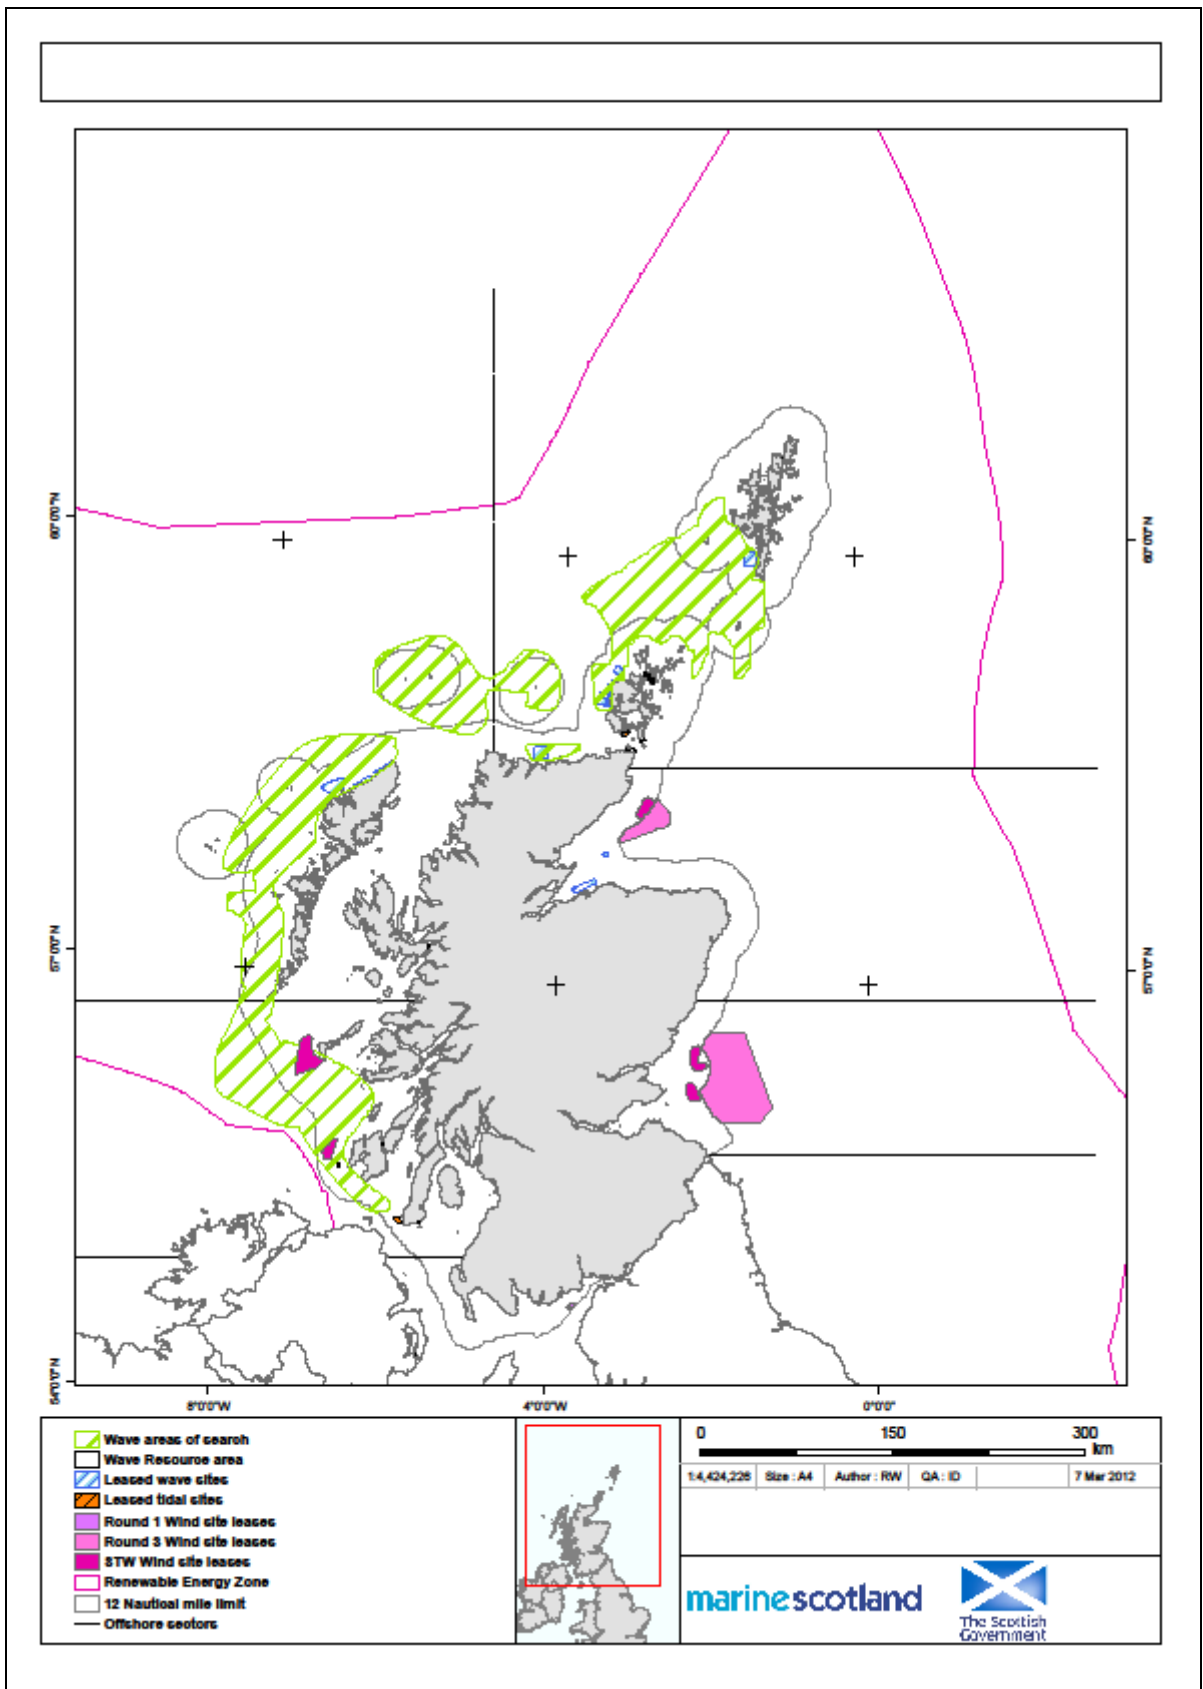 60°0'0"N
60°0'0"N
57°0'0"N
57°0'0"N
54°0'0"N
8°0'0"W
4°0'0"W
0°0'0"
Wave areas of search
Wave Resource area
Leased wave sites
Leased tidal sites
Round 1 Wind site leases
Round 3 Wind site leases
STW Wind site leases
Renewable Energy Zone
12 Nautical mile limit
Offshore sectors
0 150 300
km
1:4,424,226 Size : A4 Author : RW QA : ID 7 Mar 2012
marinescotland
The Scottish
Government